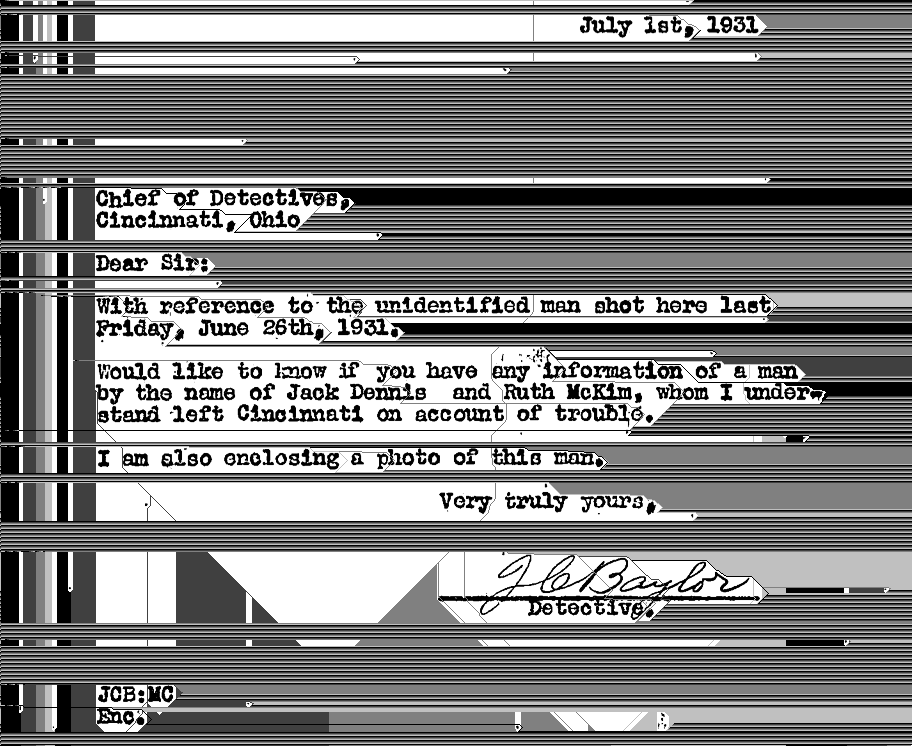 July 1st, 1931
Chief of Detectives,
Cincinnati, Ohio
Dear Sir:
With reference to the unidentified man shot here last
Friday, June 26th, 1931.
Would like to know if you have any information of a man
by the name of Jack Dennis and Ruth McKim, whom I under-
stand left Cincinnati on account of trouble.
I am also enclosing a photo of this man.
Very truly yours,
J C Baylor
Detective.
JCB:MC
Enc.